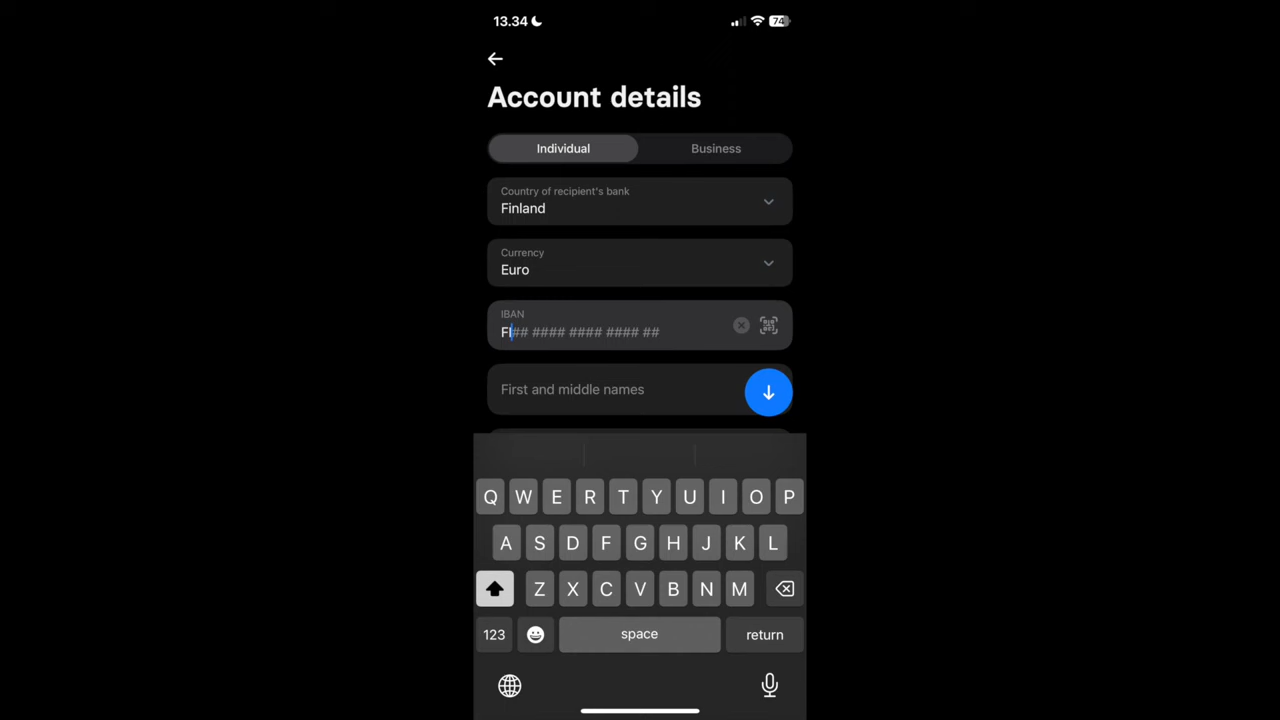 13.34
74
Account details
Individual Business
Country of recipient's bank
Finland
Currency
Euro
IBAN
FI## #### #### #### ##
First and middle names
Q W E R T Y U I O P
A S D F G H J K L
Z X C V B N M
123 space return